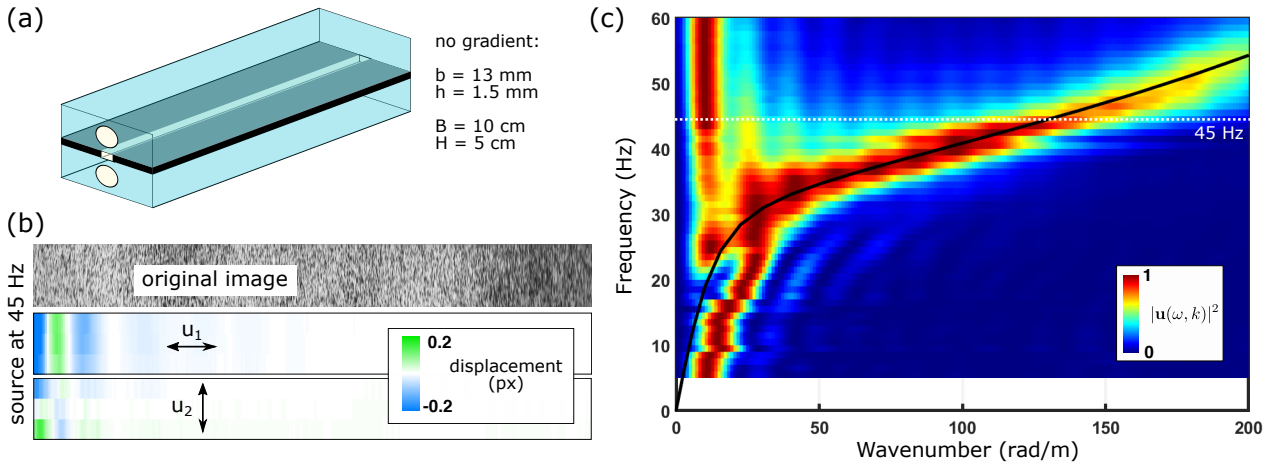 (a)
no gradient:
b = 13 mm
h = 1.5 mm
B = 10 cm
H = 5 cm
(b)
source at 45 Hz
original image
u1
u2
0.2
displacement
(px)
-0.2
(c)
Frequency (Hz)
60
50
40
30
20
10
0
45 Hz
1
|u(ω, k)|²
0
0 50 100 150 200
Wavenumber (rad/m)